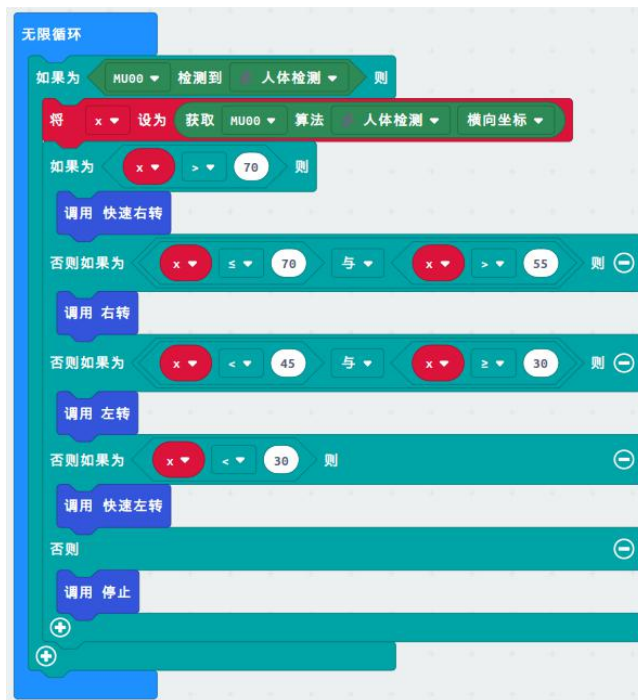 无限循环
如果为 MU00 检测到 人体检测 则
将 x 设为 获取 MU00 算法 人体检测 横向坐标
如果为 x > 70 则
调用 快速右转
否则如果为 x ≤ 70 与 x > 55 则
调用 右转
否则如果为 x < 45 与 x ≥ 30 则
调用 左转
否则如果为 x < 30 则
调用 快速左转
否则
调用 停止